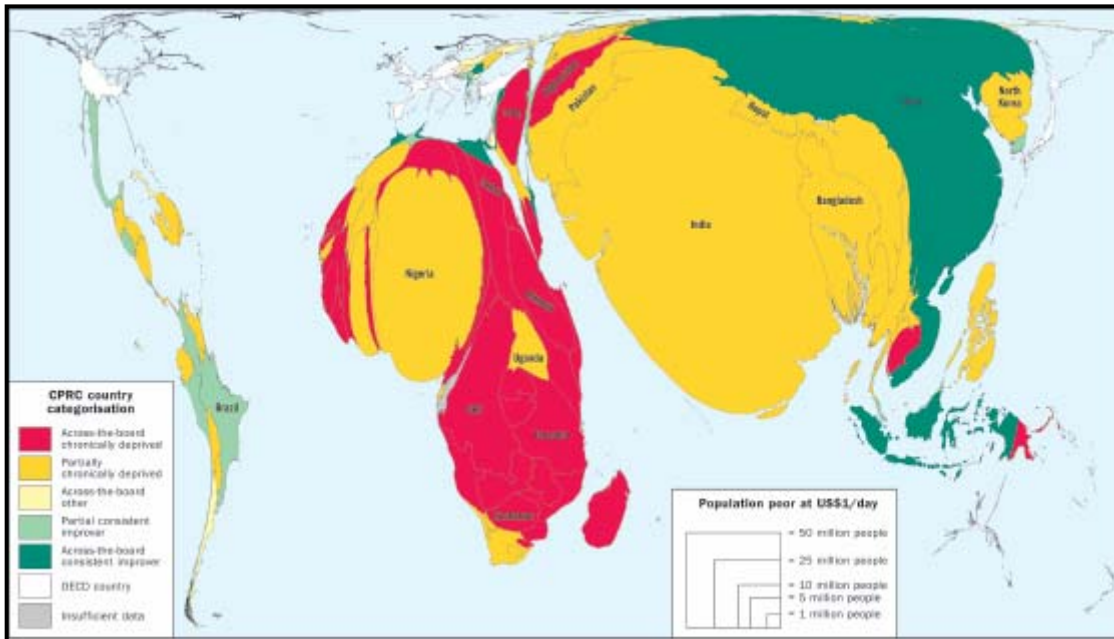 North
Korea
Pakistan
Nepal
Bangladesh
India
Nigeria
Uganda
Brazil
CPRC country
categorisation
Across-the-board
chronically deprived
Partially
chronically deprived
Across-the-board
other
Partial consistent
improver
Across-the-board
consistent improver
OECD country
Insufficient data
Population poor at US$1/day
= 50 million people
= 25 million people
= 10 million people
= 5 million people
= 1 million people